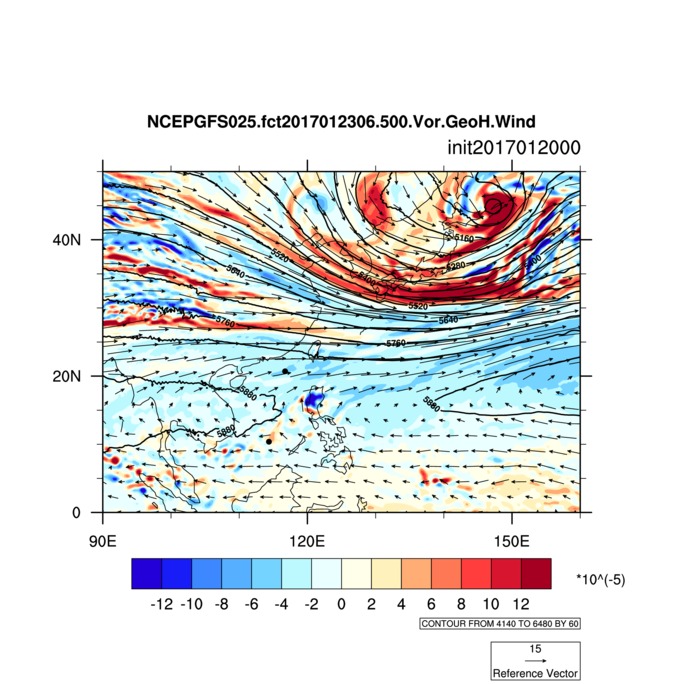 NCEPGFS025.fct2017012306.500.Vor.GeoH.Wind
init2017012000
5160
5280
5520
5400
5640
5520
5640
5760
5760
5880
5880
5880
40N
20N
0
90E 120E 150E
-12 -10 -8 -6 -4 -2 0 2 4 6 8 10 12
*10^(-5)
CONTOUR FROM 4140 TO 6480 BY 60
15
Reference Vector